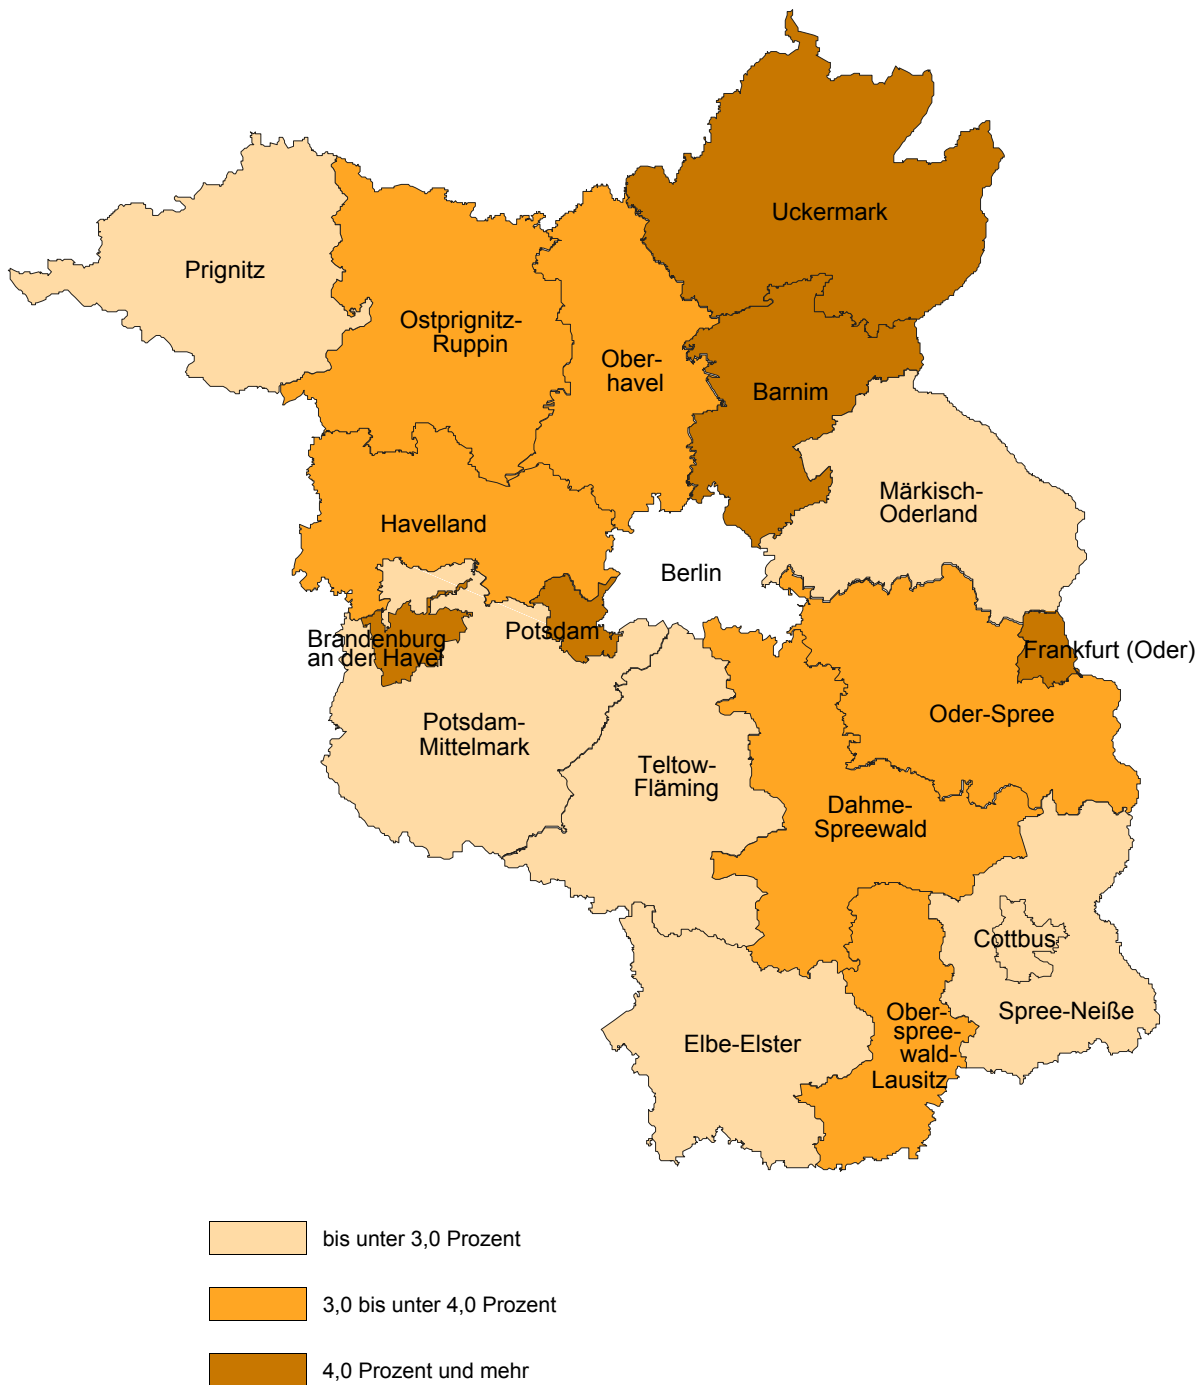 Uckermark
Prignitz
Ostprignitz-
Ruppin
Ober-
havel
Barnim
Märkisch-
Oderland
Havelland
Berlin
Brandenburg
an der Havel
Potsdam
Frankfurt (Oder)
Potsdam-
Mittelmark
Oder-Spree
Teltow-
Fläming
Dahme-
Spreewald
Cottbus
Spree-Neiße
Elbe-Elster
Ober-
spree-
wald-
Lausitz
bis unter 3,0 Prozent
3,0 bis unter 4,0 Prozent
4,0 Prozent und mehr